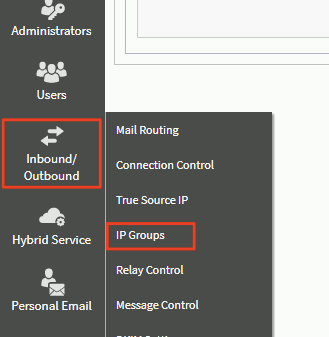 Administrators
Users
Inbound/
Outbound
Hybrid Service
Personal Email
Mail Routing
Connection Control
True Source IP
IP Groups
Relay Control
Message Control